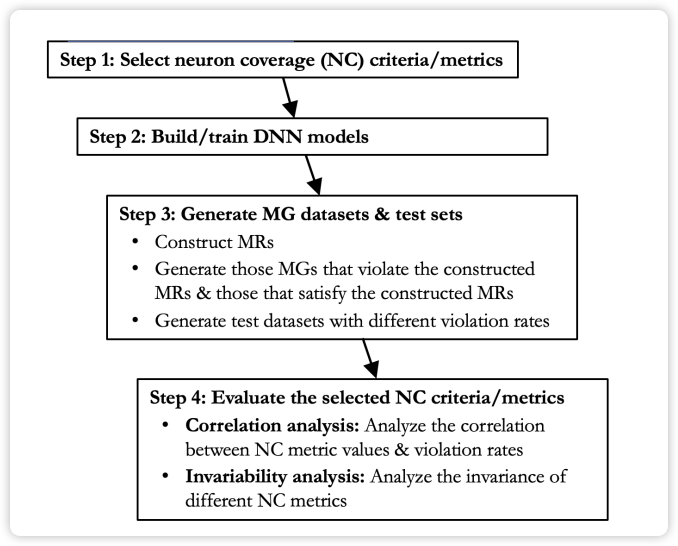 Step 1: Select neuron coverage (NC) criteria/metrics
Step 2: Build/train DNN models
Step 3: Generate MG datasets & test sets
• Construct MRs
• Generate those MGs that violate the constructed
MRs & those that satisfy the constructed MRs
• Generate test datasets with different violation rates
Step 4: Evaluate the selected NC criteria/metrics
• Correlation analysis: Analyze the correlation
between NC metric values & violation rates
• Invariability analysis: Analyze the invariance of
different NC metrics